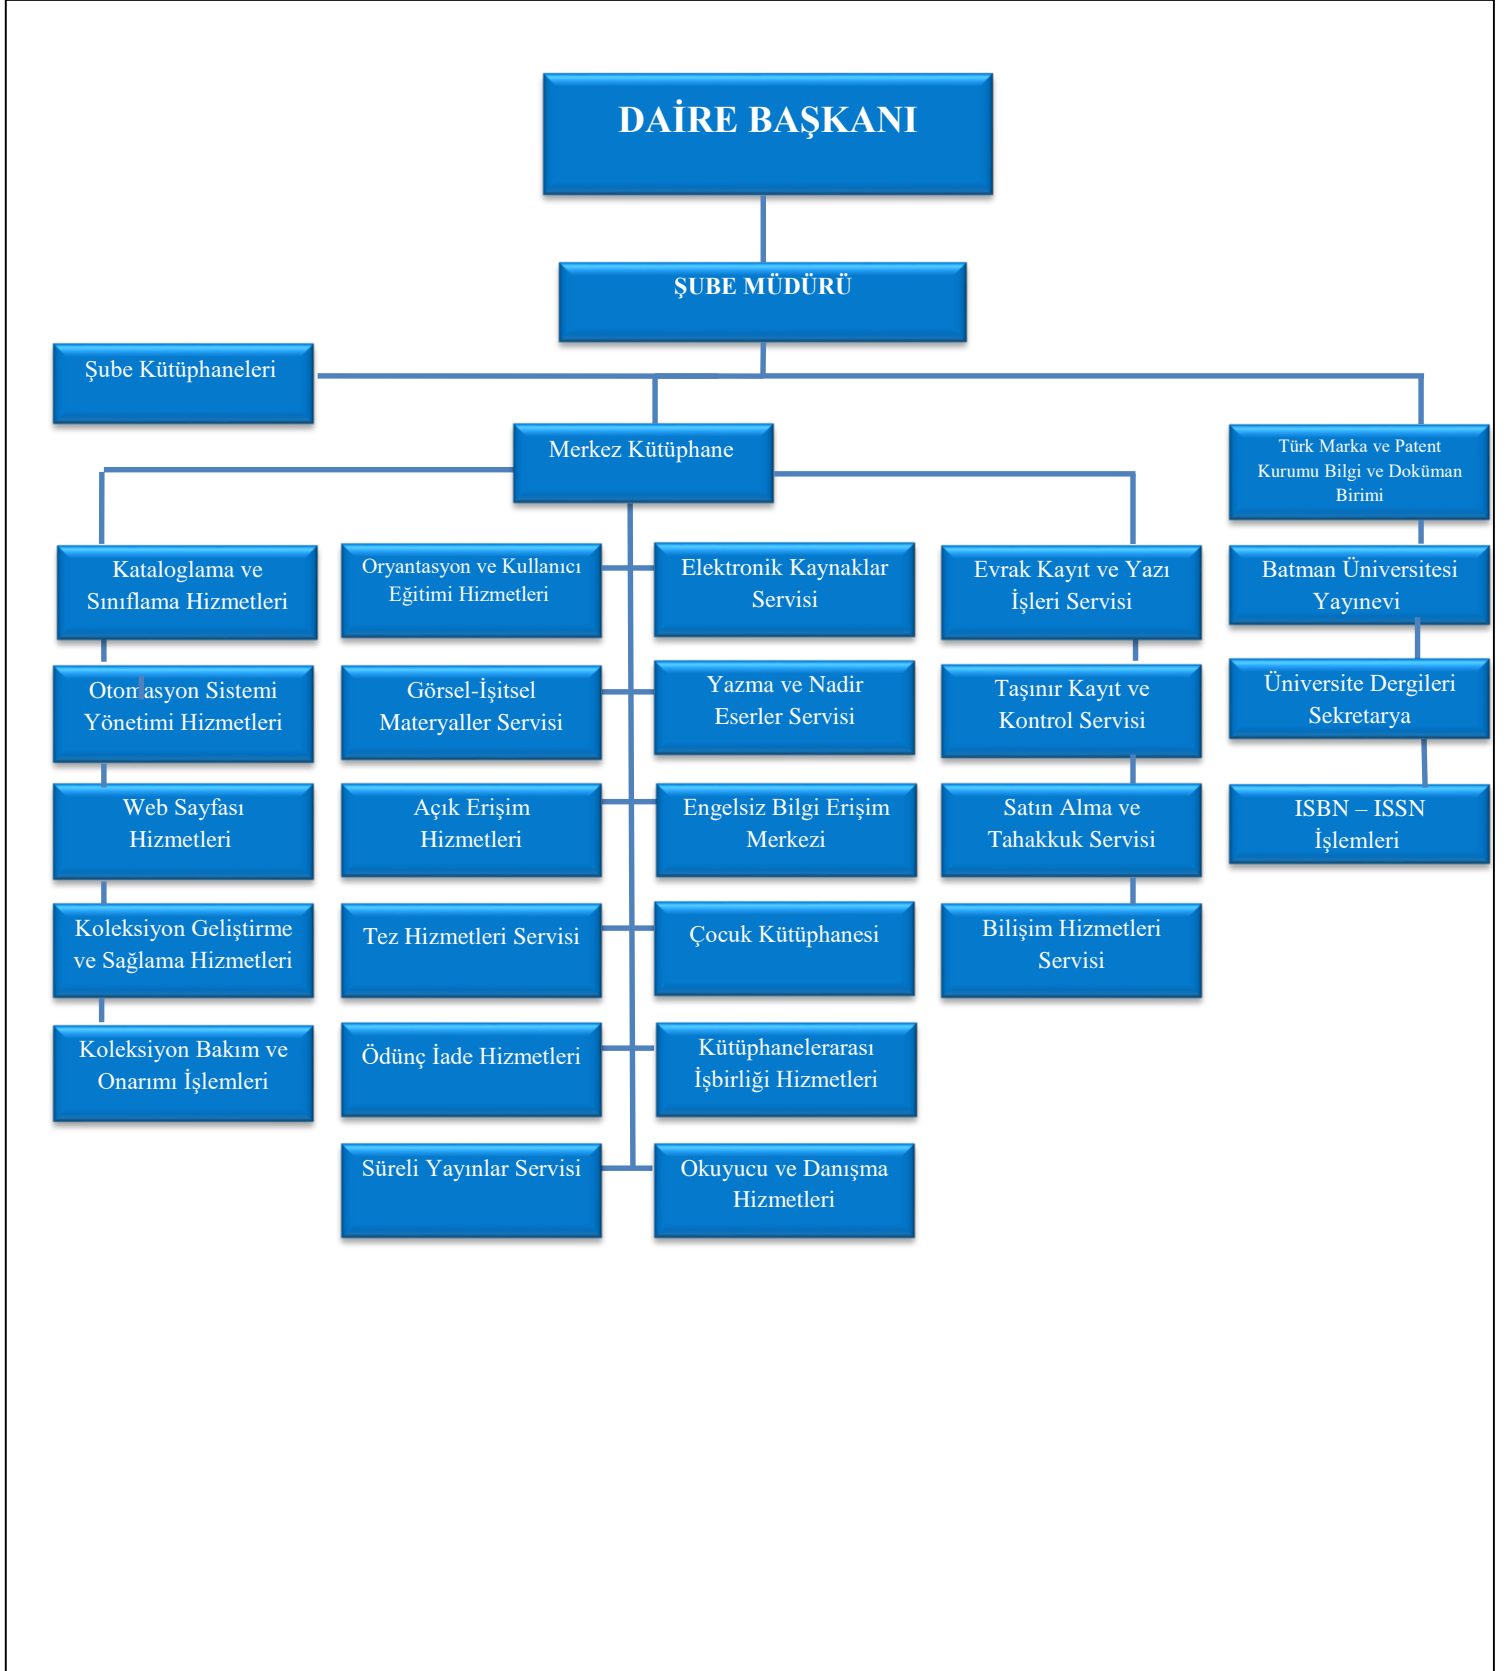 DAİRE BAŞKANI
ŞUBE MÜDÜRÜ
Şube Kütüphaneleri
Merkez Kütüphane
Türk Marka ve Patent
Kurumu Bilgi ve Doküman
Birimi
Kataloglama ve
Sınıflama Hizmetleri
Oryantasyon ve Kullanıcı
Eğitimi Hizmetleri
Elektronik Kaynaklar
Servisi
Evrak Kayıt ve Yazı
İşleri Servisi
Batman Üniversitesi
Yayınevi
Otomasyon Sistemi
Yönetimi Hizmetleri
Görsel-İşitsel
Materyaller Servisi
Yazma ve Nadir
Eserler Servisi
Taşınır Kayıt ve
Kontrol Servisi
Üniversite Dergileri
Sekretarya
Web Sayfası
Hizmetleri
Açık Erişim
Hizmetleri
Engelsiz Bilgi Erişim
Merkezi
Satın Alma ve
Tahakkuk Servisi
ISBN – ISSN
İşlemleri
Koleksiyon Geliştirme
ve Sağlama Hizmetleri
Tez Hizmetleri Servisi
Çocuk Kütüphanesi
Bilişim Hizmetleri
Servisi
Koleksiyon Bakım ve
Onarımı İşlemleri
Ödünç İade Hizmetleri
Kütüphanelerarası
İşbirliği Hizmetleri
Süreli Yayınlar Servisi
Okuyucu ve Danışma
Hizmetleri